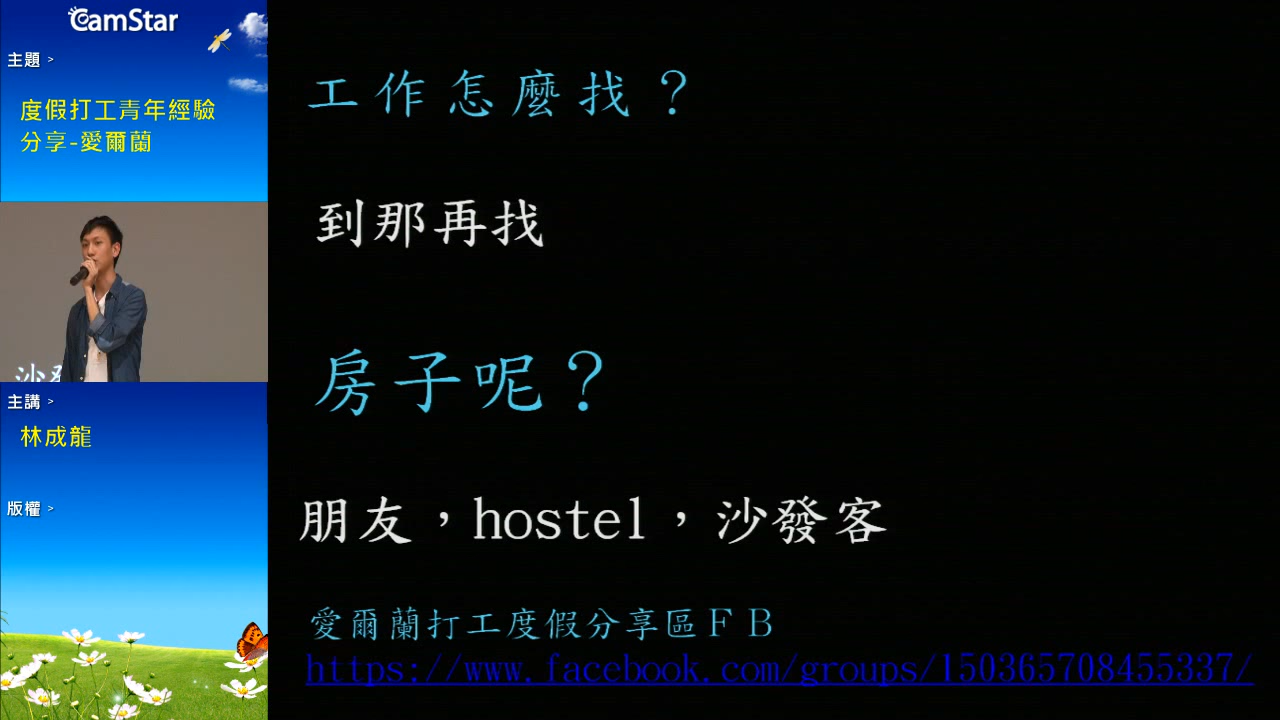 CamStar
主題 >
度假打工青年經驗
分享-愛爾蘭
主講 >
林成龍
版權 >
工作怎麼找？
到那再找
房子呢？
朋友，hostel，沙發客
愛爾蘭打工度假分享區ＦＢ
https://www.facebook.com/groups/150365708455337/